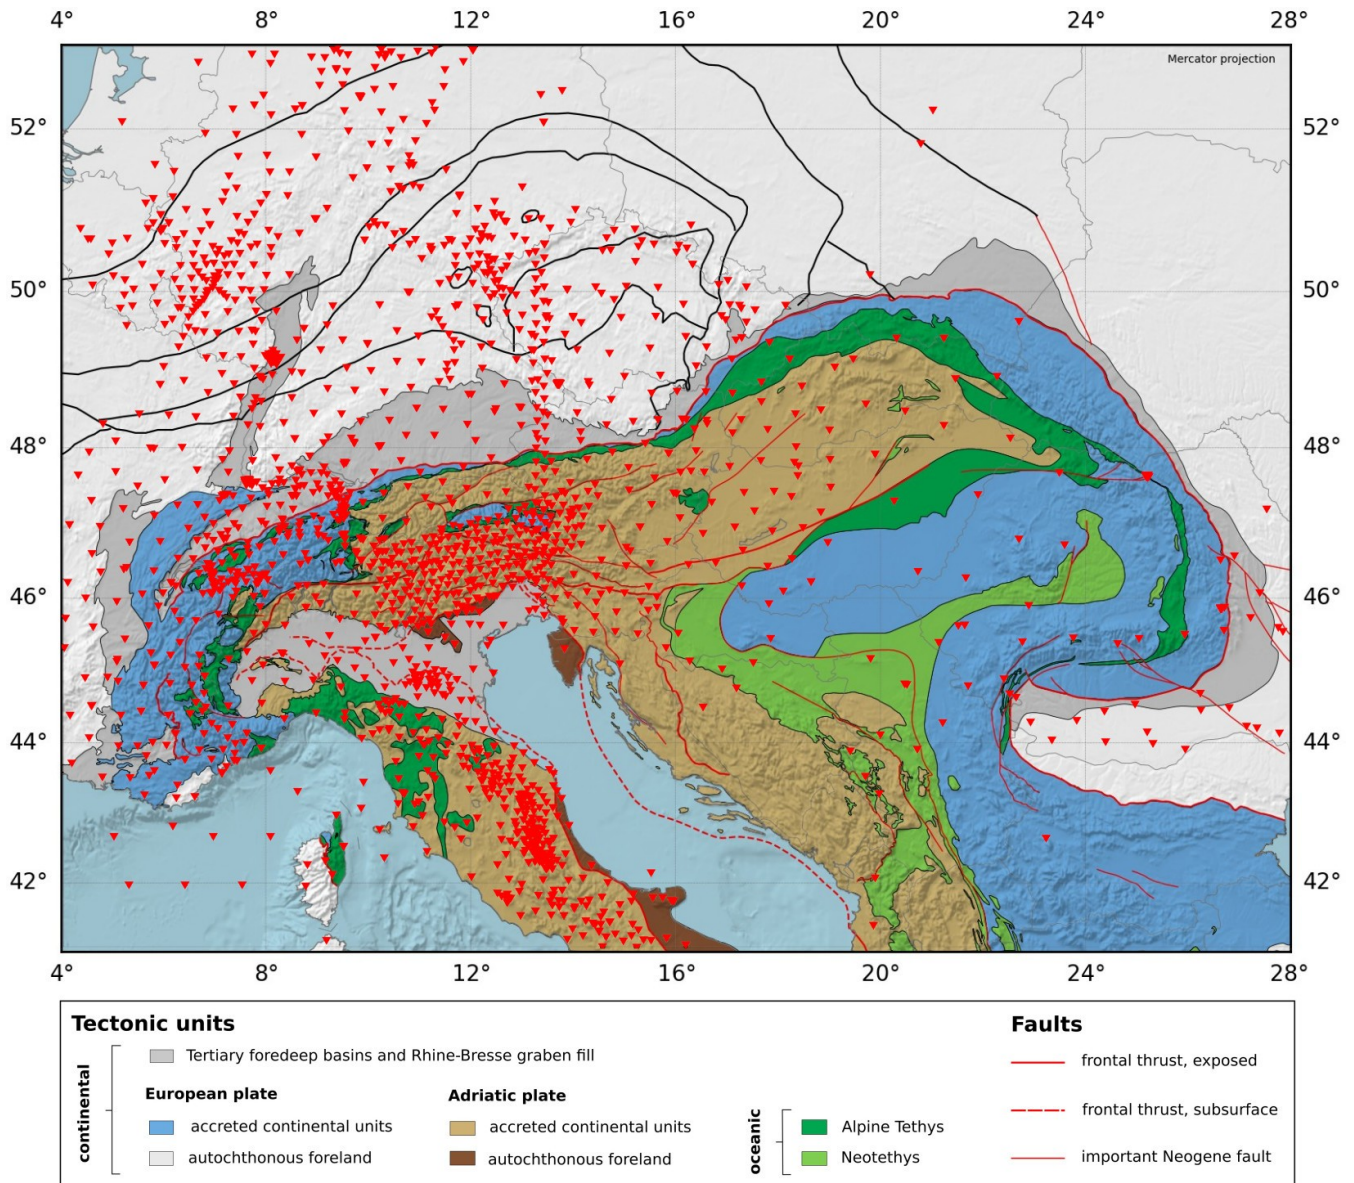 4° 8° 12° 16° 20° 24° 28°
Mercator projection
52° 52°
50° 50°
48° 48°
46° 46°
44° 44°
42° 42°
4° 8° 12° 16° 20° 24° 28°
Tectonic units
Faults
continental
Tertiary foredeep basins and Rhine-Bresse graben fill
frontal thrust, exposed
European plate
Adriatic plate
accreted continental units
accreted continental units
oceanic
Alpine Tethys
frontal thrust, subsurface
autochthonous foreland
autochthonous foreland
Neotethys
important Neogene fault